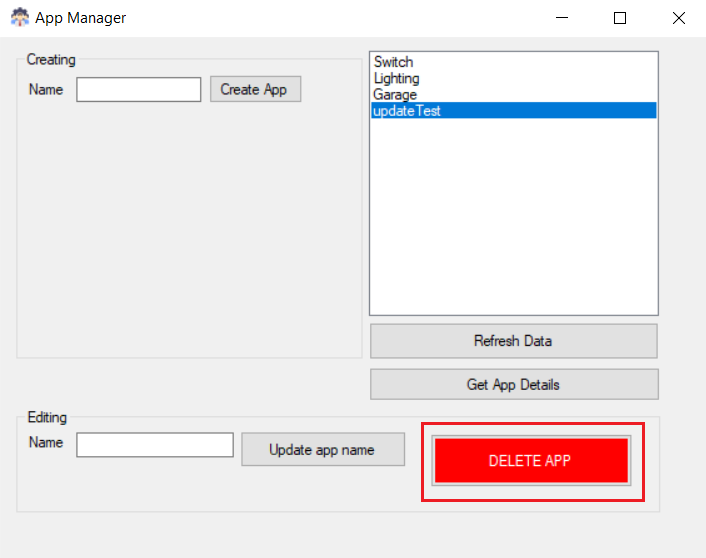 App Manager
Creating
Name
Create App
Switch
Lighting
Garage
updateTest
Refresh Data
Get App Details
Editing
Name
Update app name
DELETE APP